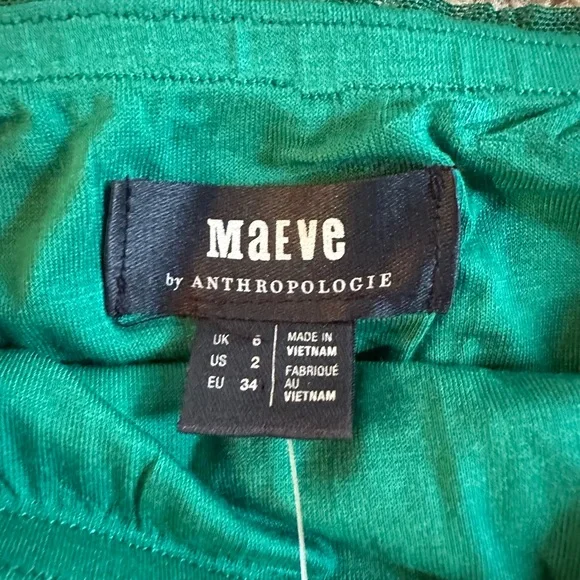 MaEVe
by ANTHROPOLOGIE
UK 6
US 2
EU 34
MADE IN
VIETNAM
FABRIQUÉ
AU
VIETNAM